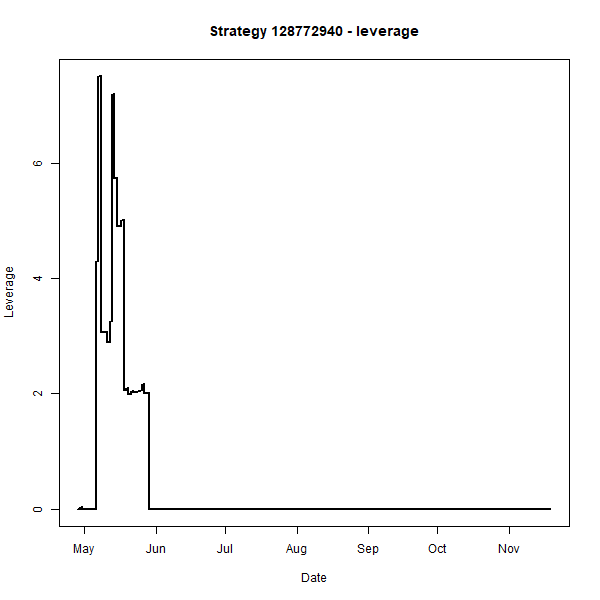 Strategy 128772940 - leverage
Leverage
6
4
2
0
May Jun Jul Aug Sep Oct Nov
Date